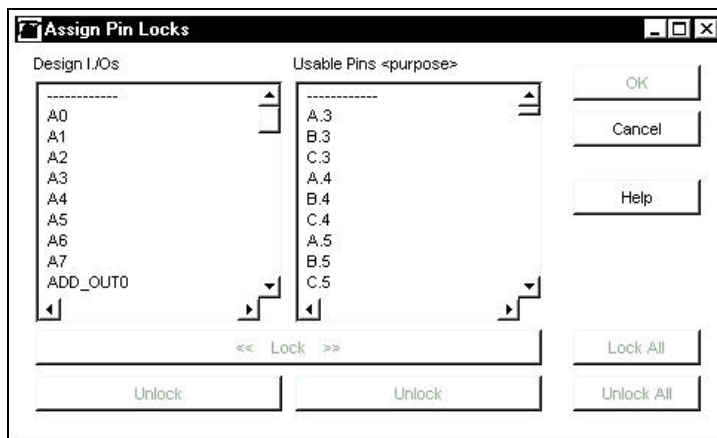 Assign Pin Locks
Design I./Os
Usable Pins <purpose>
------------
A0
A1
A2
A3
A4
A5
A6
A7
ADD_OUT0
------------
A.3
B.3
C.3
A.4
B.4
C.4
A.5
B.5
C.5
OK
Cancel
Help
<< Lock >>
Lock All
Unlock
Unlock
Unlock All